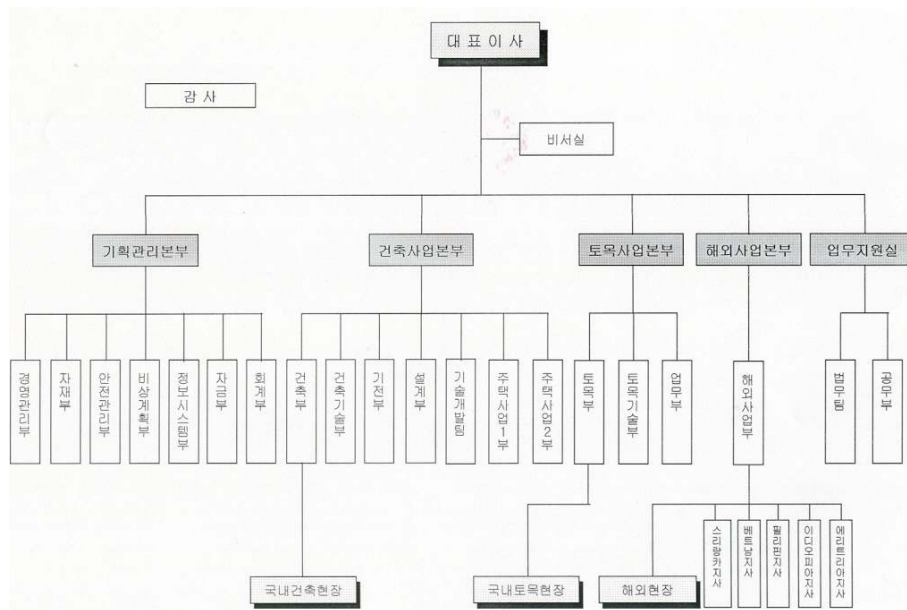 대표이사
감사
비서실
기획관리본부
건축사업본부
토목사업본부
해외사업본부
업무지원실
경영관리부
자재부
안전관리부
비상계획부
정보시스템부
자금부
회계부
건축부
건축기술부
기전부
설계부
기술개발팀
주택사업1부
주택사업2부
토목부
토목기술부
업무부
해외사업부
법무팀
공무부
스리랑카지사
베트남지사
필리핀지사
이디오피아지사
에리트리아지사
국내건축현장
국내토목현장
해외현장